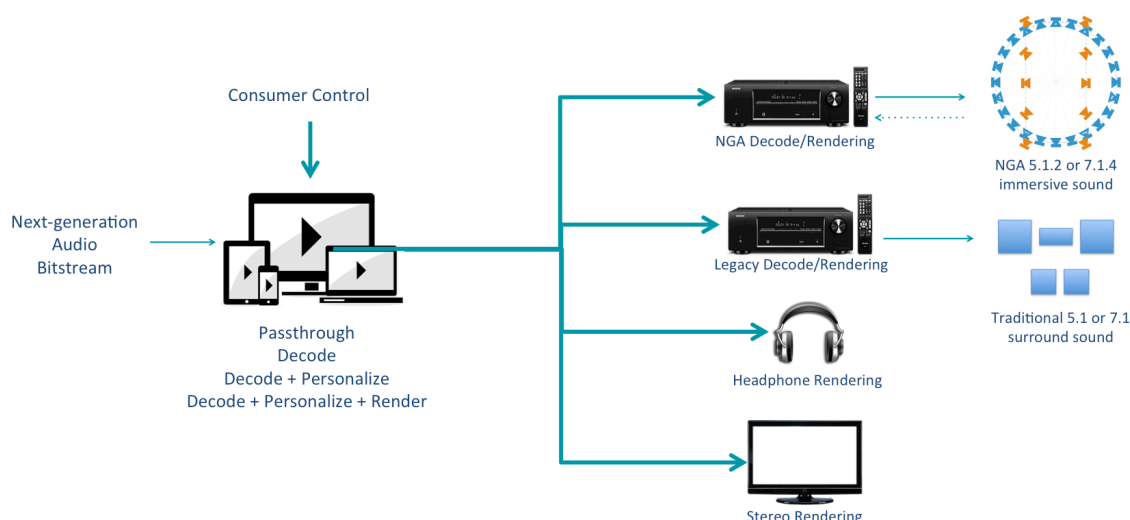 Consumer Control
Next-generation
Audio
Bitstream
Passthrough
Decode
Decode + Personalize
Decode + Personalize + Render
NGA Decode/Rendering
NGA 5.1.2 or 7.1.4
immersive sound
Legacy Decode/Rendering
Traditional 5.1 or 7.1
surround sound
Headphone Rendering
Stereo Rendering